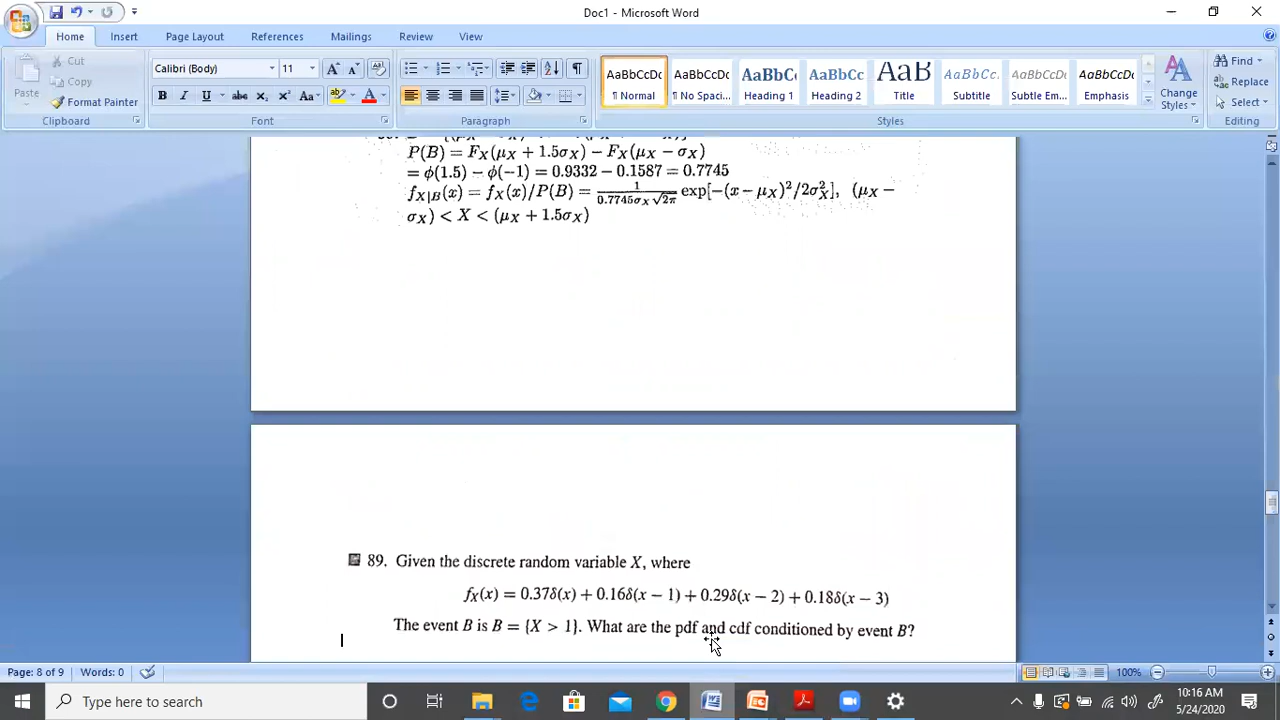 Doc1 - Microsoft Word
Home Insert Page Layout References Mailings Review View
Cut
Copy
Format Painter
Paste
Calibri (Body) 11
AaBbCcDc AaBbCcDc AaBbC AaBbCc AaB AaBbCc. AaBbCcDc AaBbCcDc
¶ Normal ¶ No Spaci... Heading 1 Heading 2 Title Subtitle Subtle Em... Emphasis
Change Styles
Find
Replace
Select
Clipboard Font Paragraph Styles Editing
P(B) = F_X(μ_X + 1.5σ_X) − F_X(μ_X − σ_X)
= ϕ(1.5) − ϕ(−1) = 0.9332 − 0.1587 = 0.7745
f_X|B(x) = f_X(x)/P(B) = 1/(0.7745σ_X√2π) exp[−(x − μ_X)²/2σ²_X], (μ_X −
σ_X) < X < (μ_X + 1.5σ_X)
89. Given the discrete random variable X, where
f_X(x) = 0.37δ(x) + 0.16δ(x − 1) + 0.29δ(x − 2) + 0.18δ(x − 3)
The event B is B = {X > 1}. What are the pdf and cdf conditioned by event B?
Page: 8 of 9 Words: 0 100%
Type here to search
10:16 AM
5/24/2020